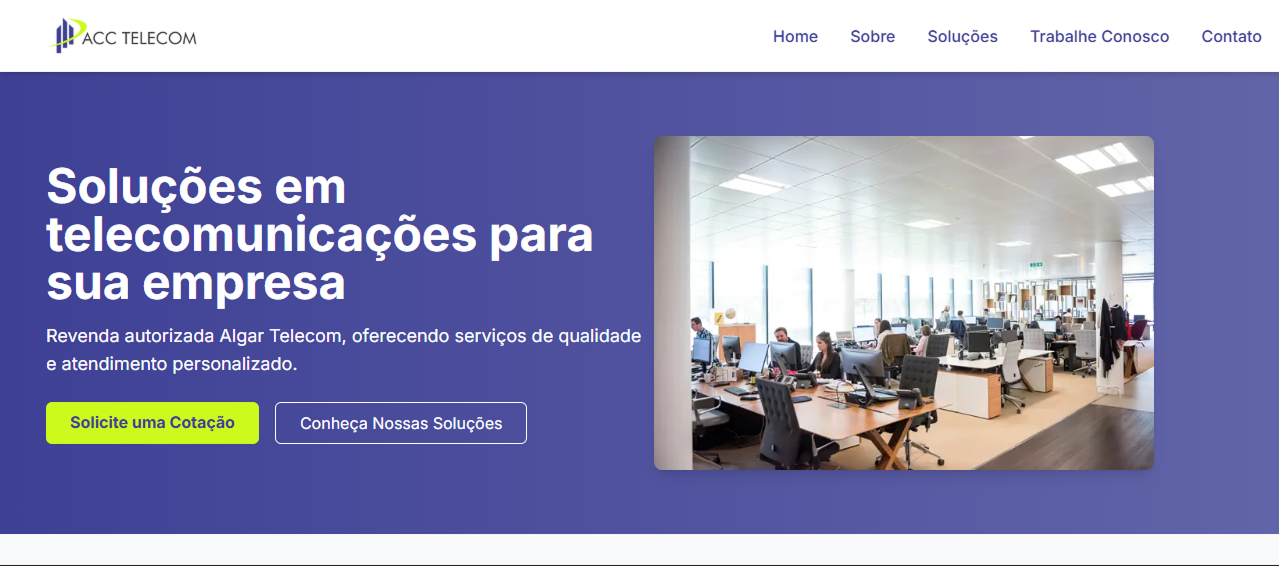 ACC TELECOM
Home
Sobre
Soluções
Trabalhe Conosco
Contato
Soluções em
telecomunicações para
sua empresa
Revenda autorizada Algar Telecom, oferecendo serviços de qualidade
e atendimento personalizado.
Solicite uma Cotação
Conheça Nossas Soluções